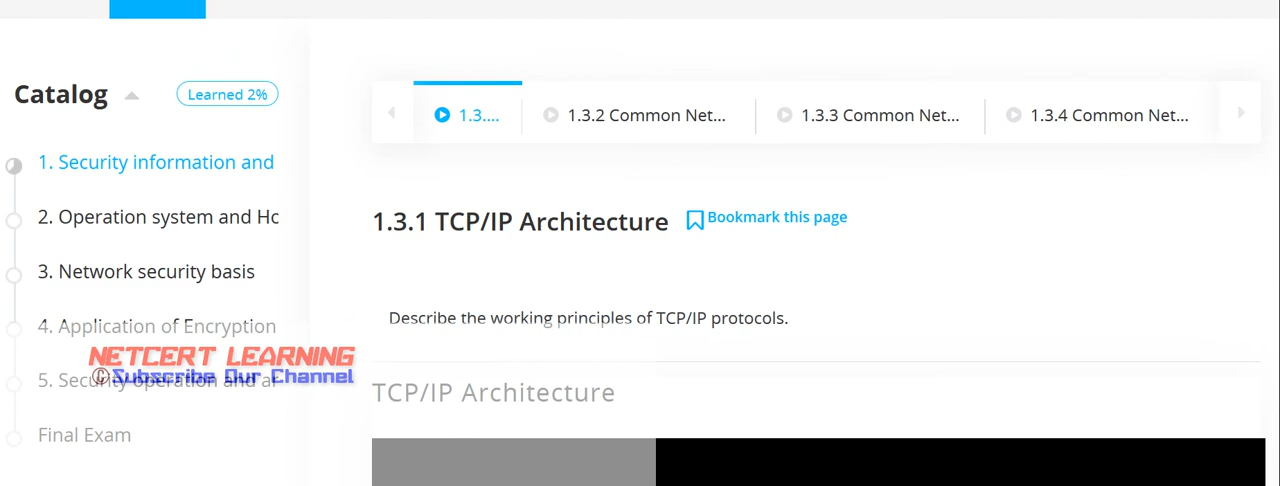 Catalog
Learned 2%
1. Security information and
2. Operation system and Hc
3. Network security basis
4. Application of Encryption
5. Security operation and ar
Final Exam
NETCERT LEARNING
©Subscribe Our Channel
1.3....
1.3.2 Common Net...
1.3.3 Common Net...
1.3.4 Common Net...
1.3.1 TCP/IP Architecture
Bookmark this page
Describe the working principles of TCP/IP protocols.
TCP/IP Architecture